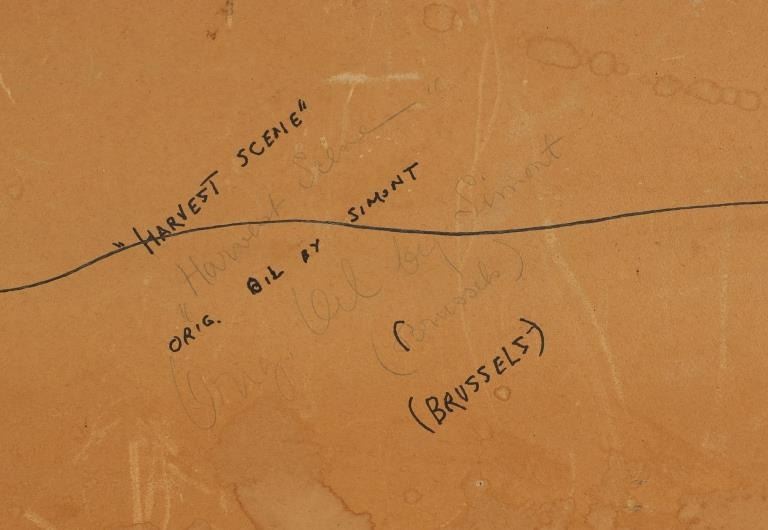 "HARVEST SCENE"
ORIG. OIL BY SIMONT
(BRUSSELS)
"Harvest Scene"
Orig. Oil by Simont
(Brussels)